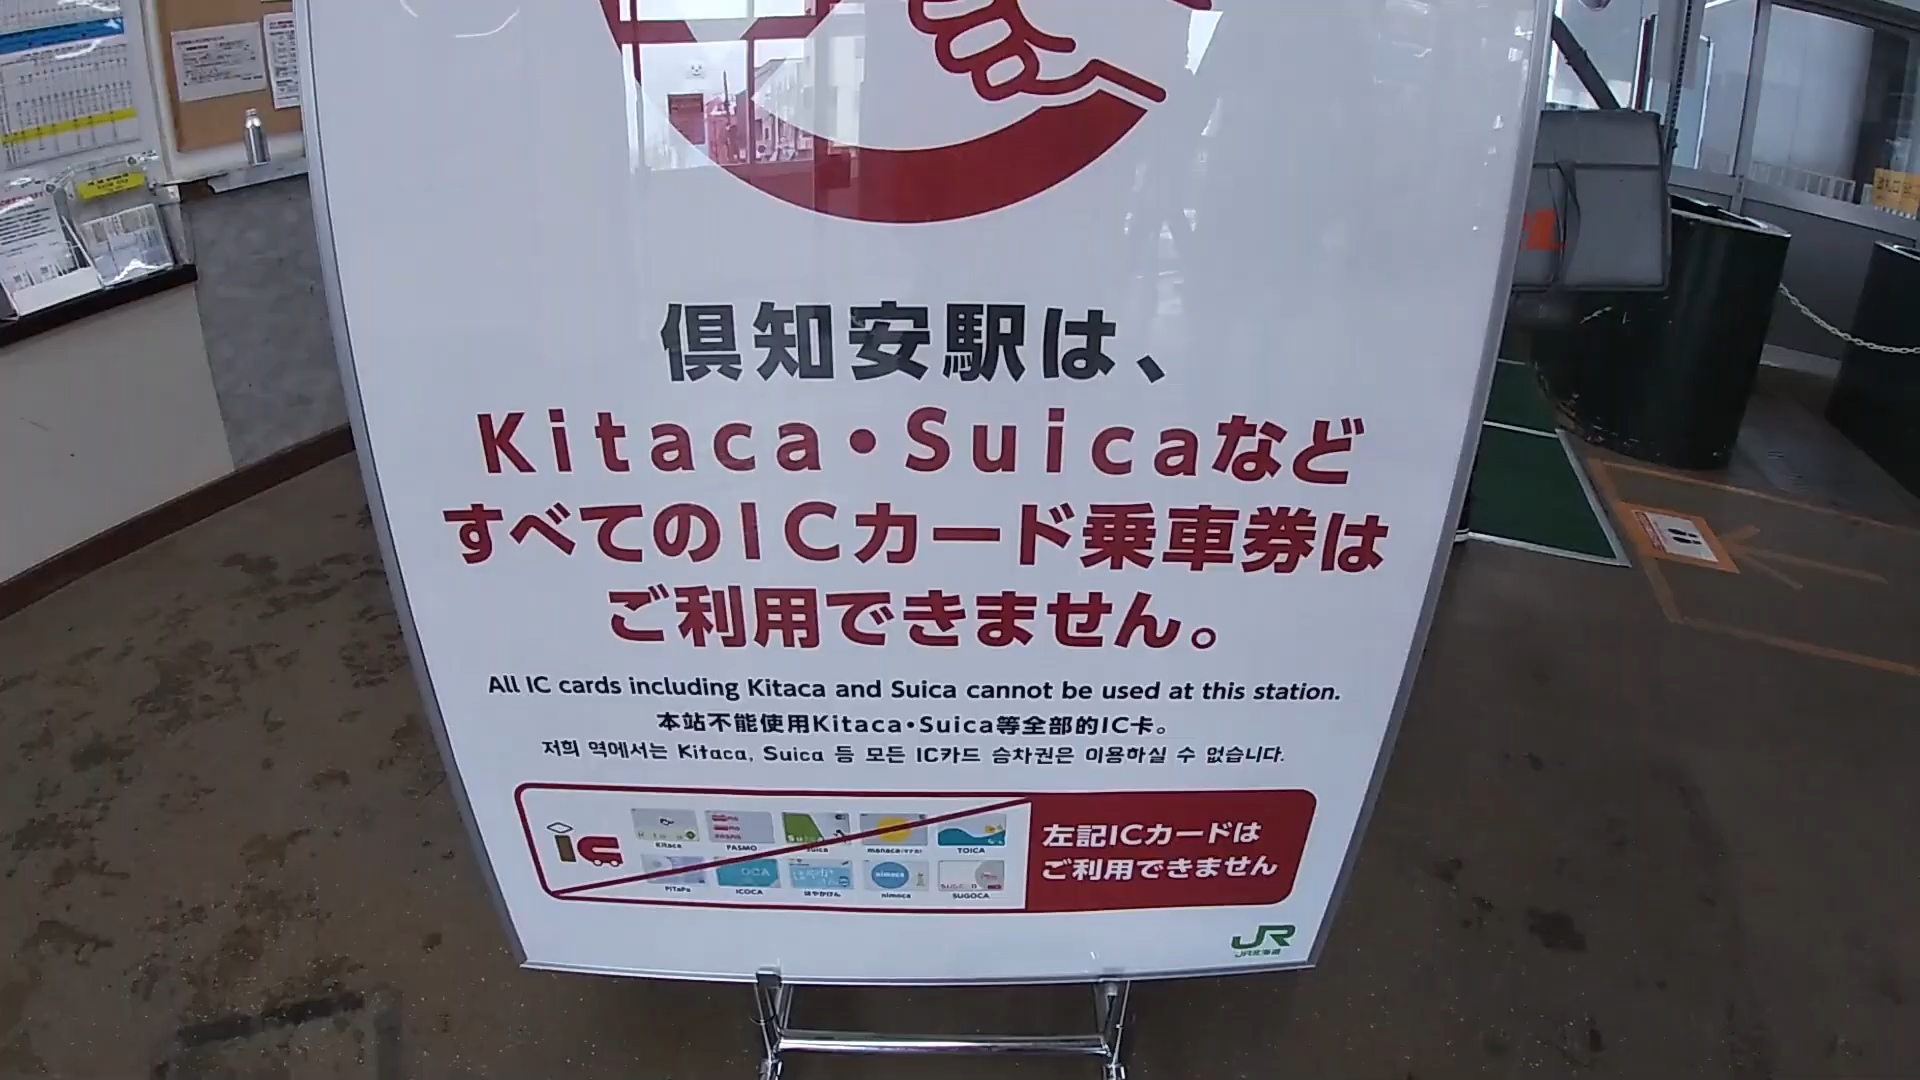 倶知安駅は、
Kitaca・Suicaなど
すべてのICカード乗車券は
ご利用できません。
All IC cards including Kitaca and Suica cannot be used at this station.
本站不能使用Kitaca・Suica等全部的IC卡。
저희 역에서는 Kitaca, Suica 등 모든 IC카드 승차권은 이용하실 수 없습니다.
IC
Kitaca PASMO Suica manaca(マナカ) TOICA
PiTaPa ICOCA はやかけん nimoca SUGOCA
左記ICカードは
ご利用できません
JR
JR北海道